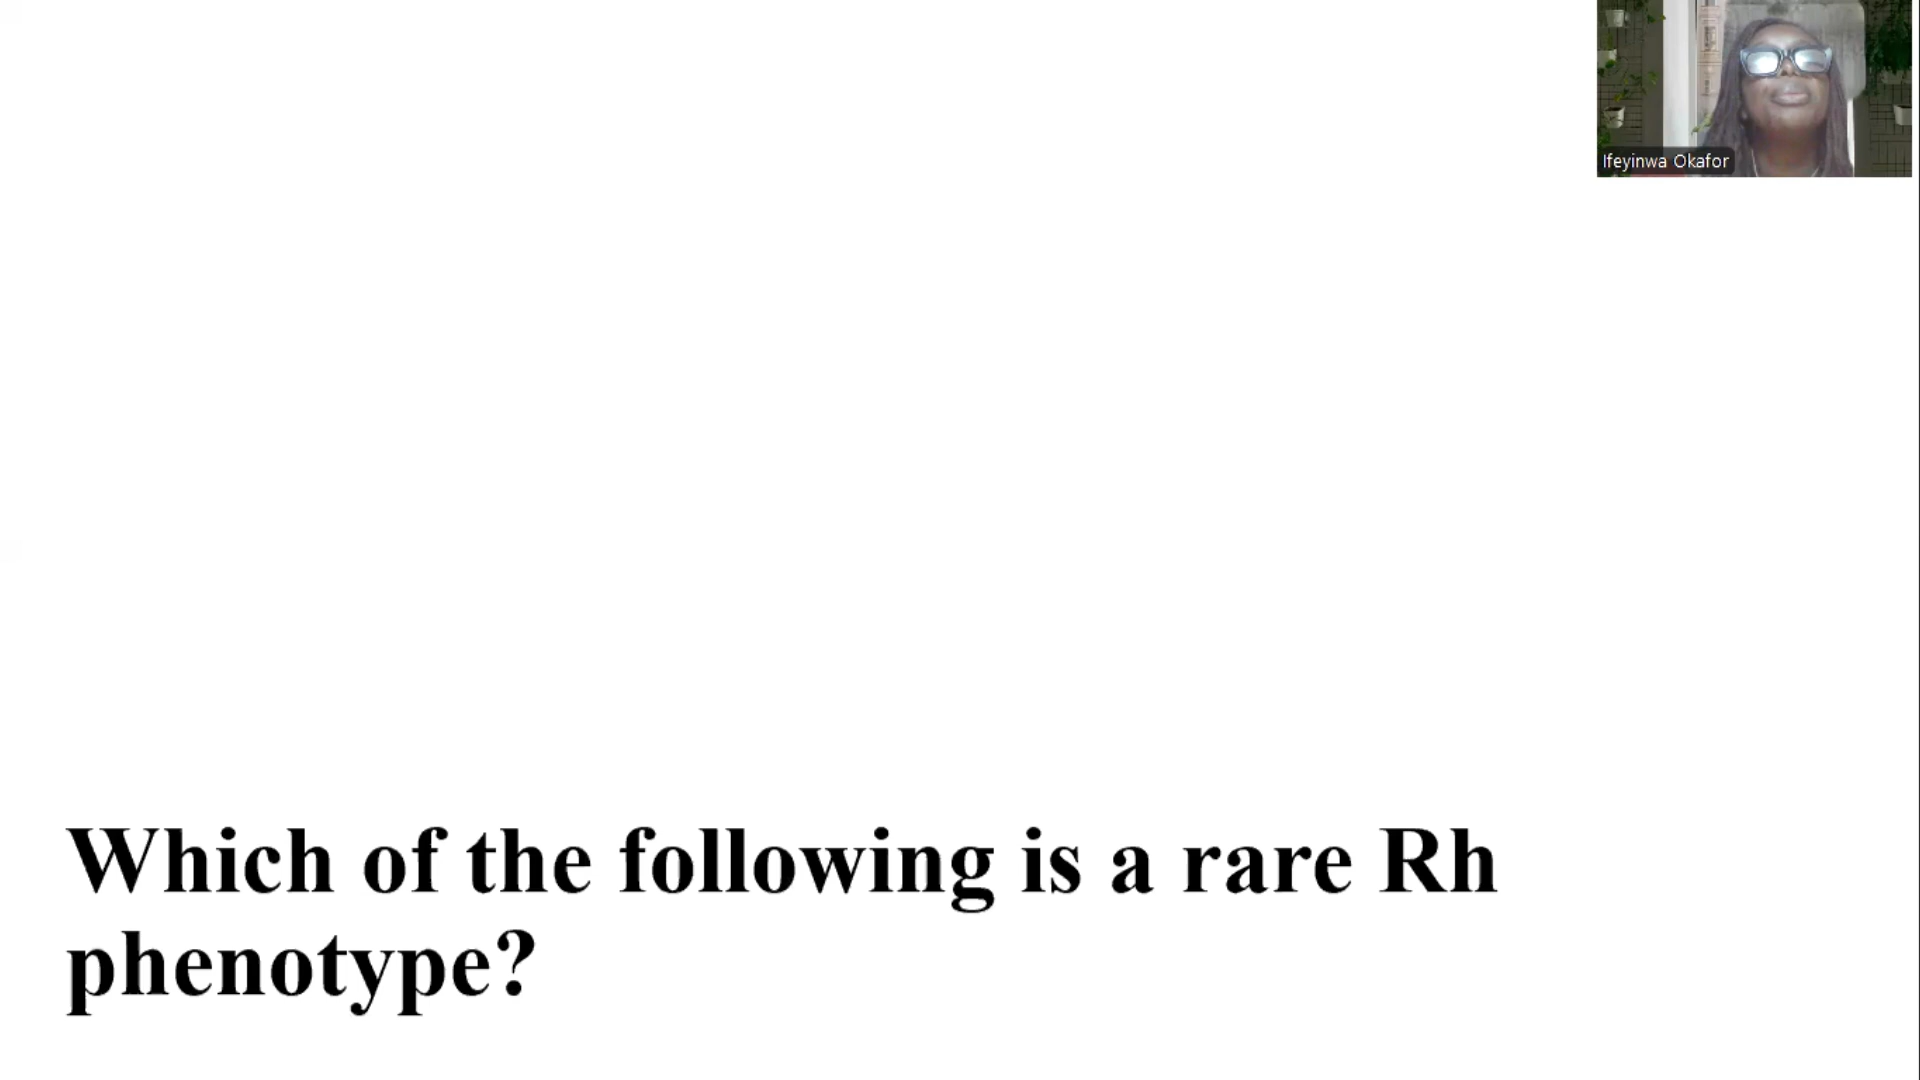 Ifeyinwa Okafor
Which of the following is a rare Rh
phenotype?